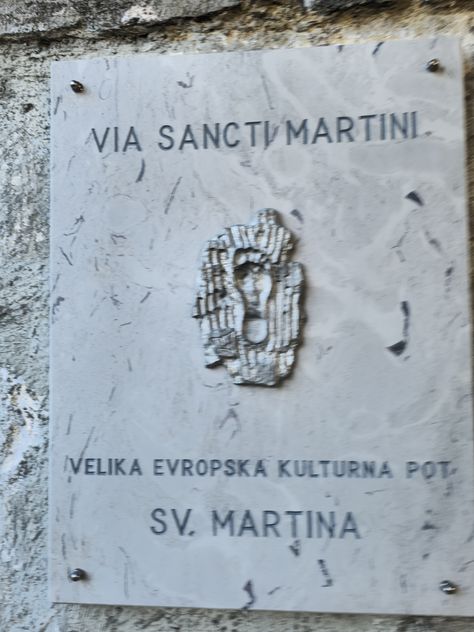 VIA SANCTI MARTINI
VELIKA EVROPSKA KULTURNA POT
SV. MARTINA